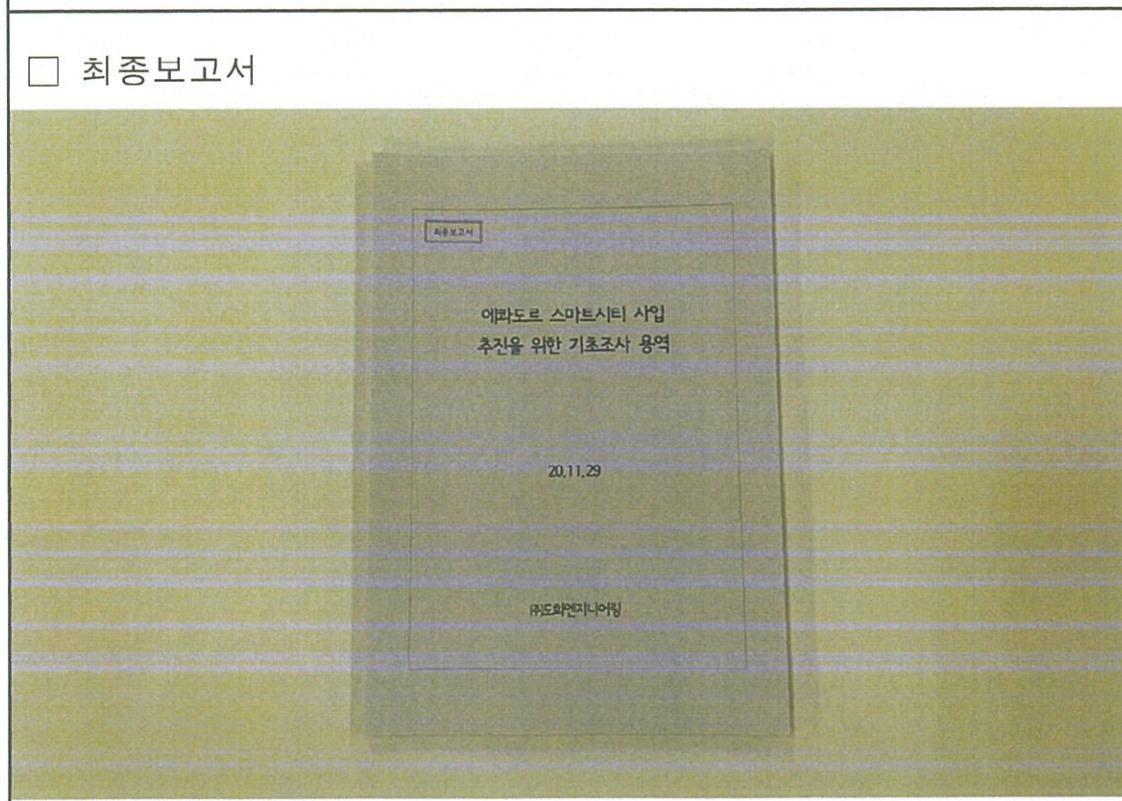 □ 최종보고서
최종보고서
에콰도르 스마트시티 사업
추진을 위한 기초조사 용역
20.11.29
㈜도화엔지니어링